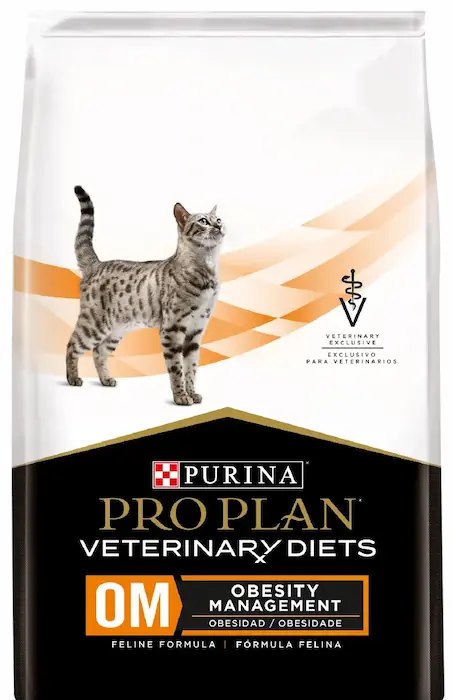 VETERINARY
EXCLUSIVE
EXCLUSIVO
PARA VETERINARIOS
PURINA
PRO PLAN
VETERINARY DIETS
OM
OBESITY
MANAGEMENT
OBESIDAD / OBESIDADE
FELINE FORMULA | FÓRMULA FELINA